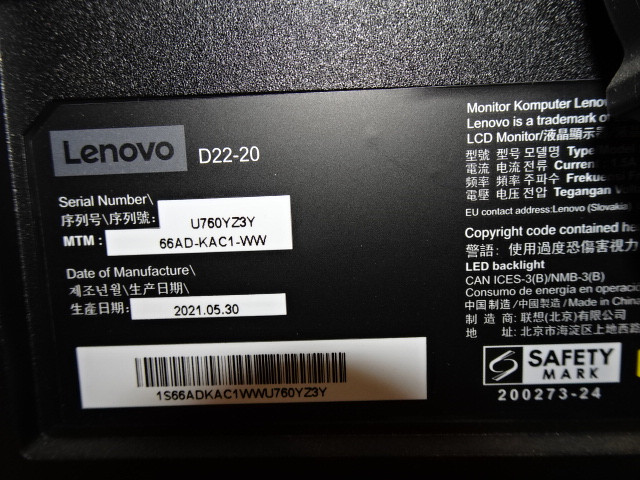 Lenovo D22-20
Serial Number\
序列号\序列號: U760YZ3Y
MTM : 66AD-KAC1-WW
Date of Manufacture\
제조년월\生产日期\
生產日期: 2021.05.30
1S66ADKAC1WWU760YZ3Y
Monitor Komputer
Lenovo is a trademark
LCD Monitor/液晶顯示
型號 型号 모델명 Type
電流 电流 전류
頻率 频率 주파수
電壓 电压 전압 Tegangan
EU contact address:Lenovo (Slovakia)
Copyright code contained
警語: 使用過度恐傷害視力
LED backlight
CAN ICES-3(B)/NMB-3(B)
Consumo de energía en
中国制造/中國製造/Made in China
制 造 商: 联想(北京)有限公司
地 址: 北京市海淀区上地西路
SAFETY
MARK
200273-24